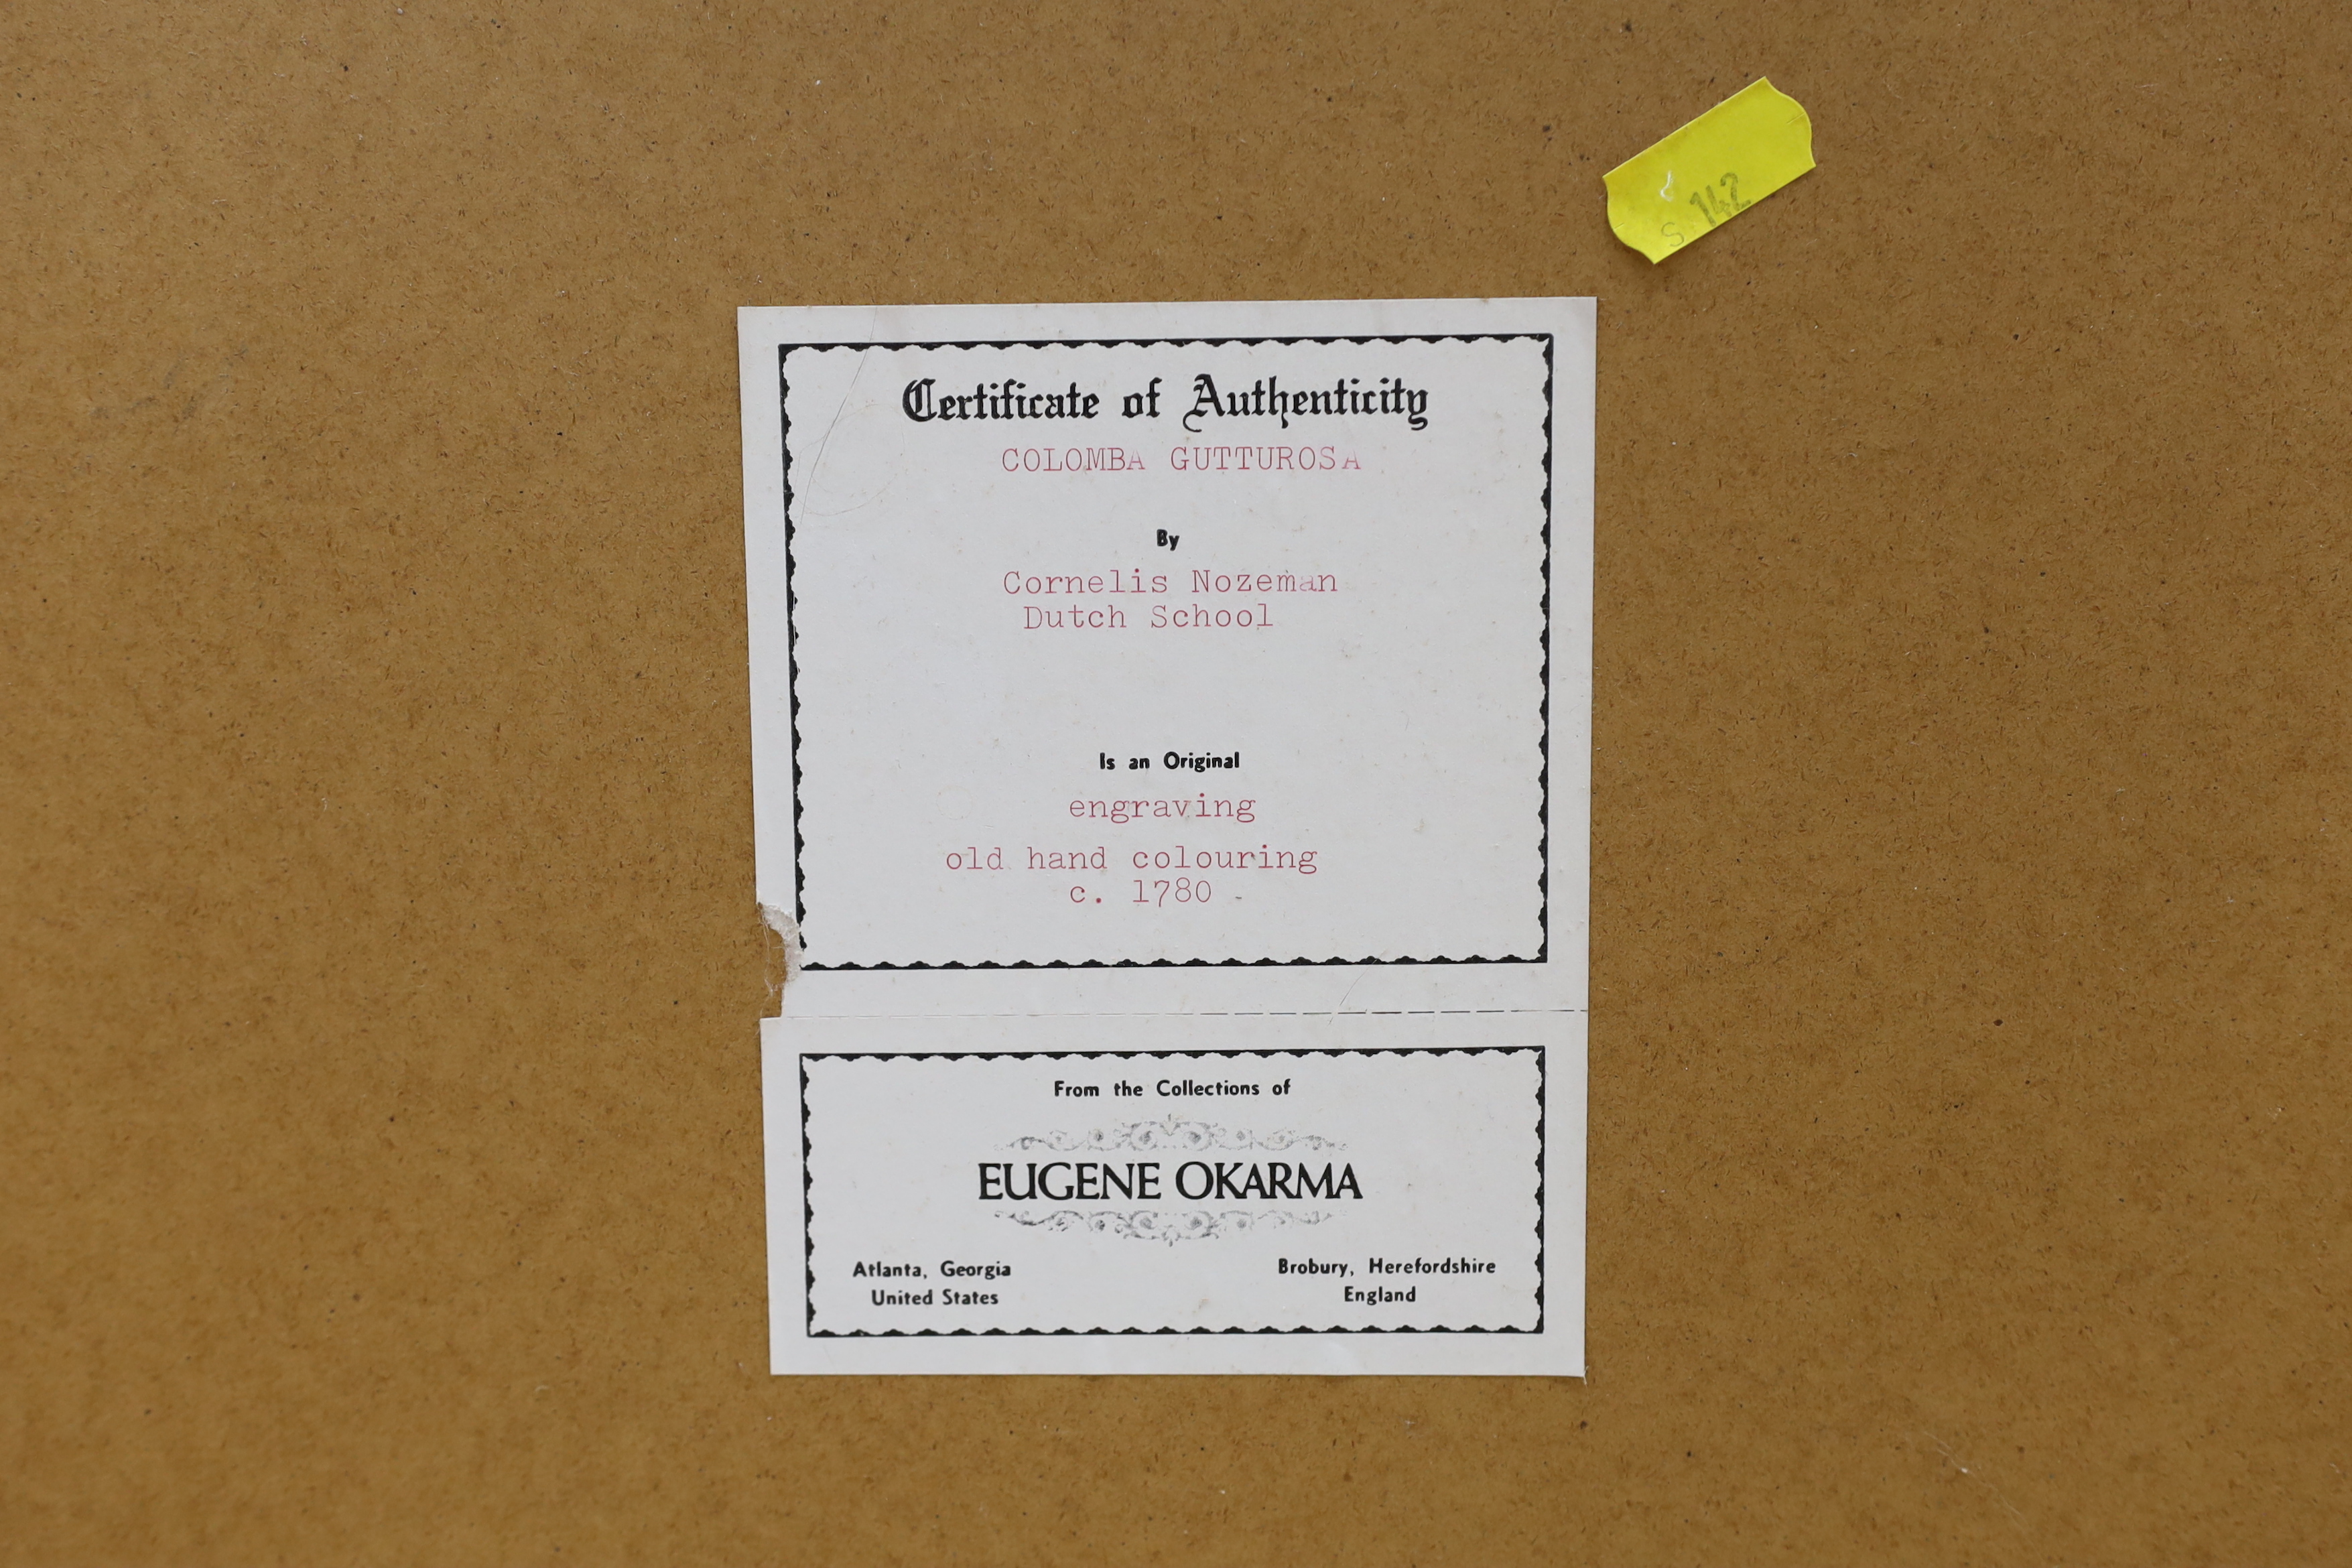 S 142
Certificate of Authenticity
COLOMBA GUTTUROSA
By
Cornelis Nozeman
Dutch School
Is an Original
engraving
old hand colouring
c. 1780 -
From the Collections of
EUGENE OKARMA
Atlanta, Georgia
United States
Brobury, Herefordshire
England